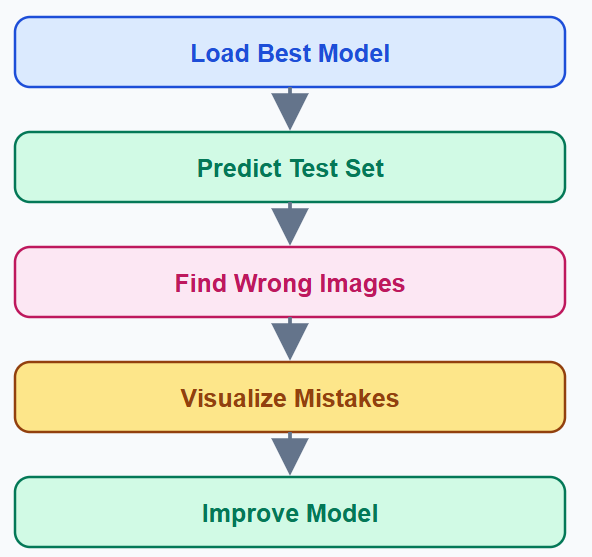 Load Best Model
Predict Test Set
Find Wrong Images
Visualize Mistakes
Improve Model